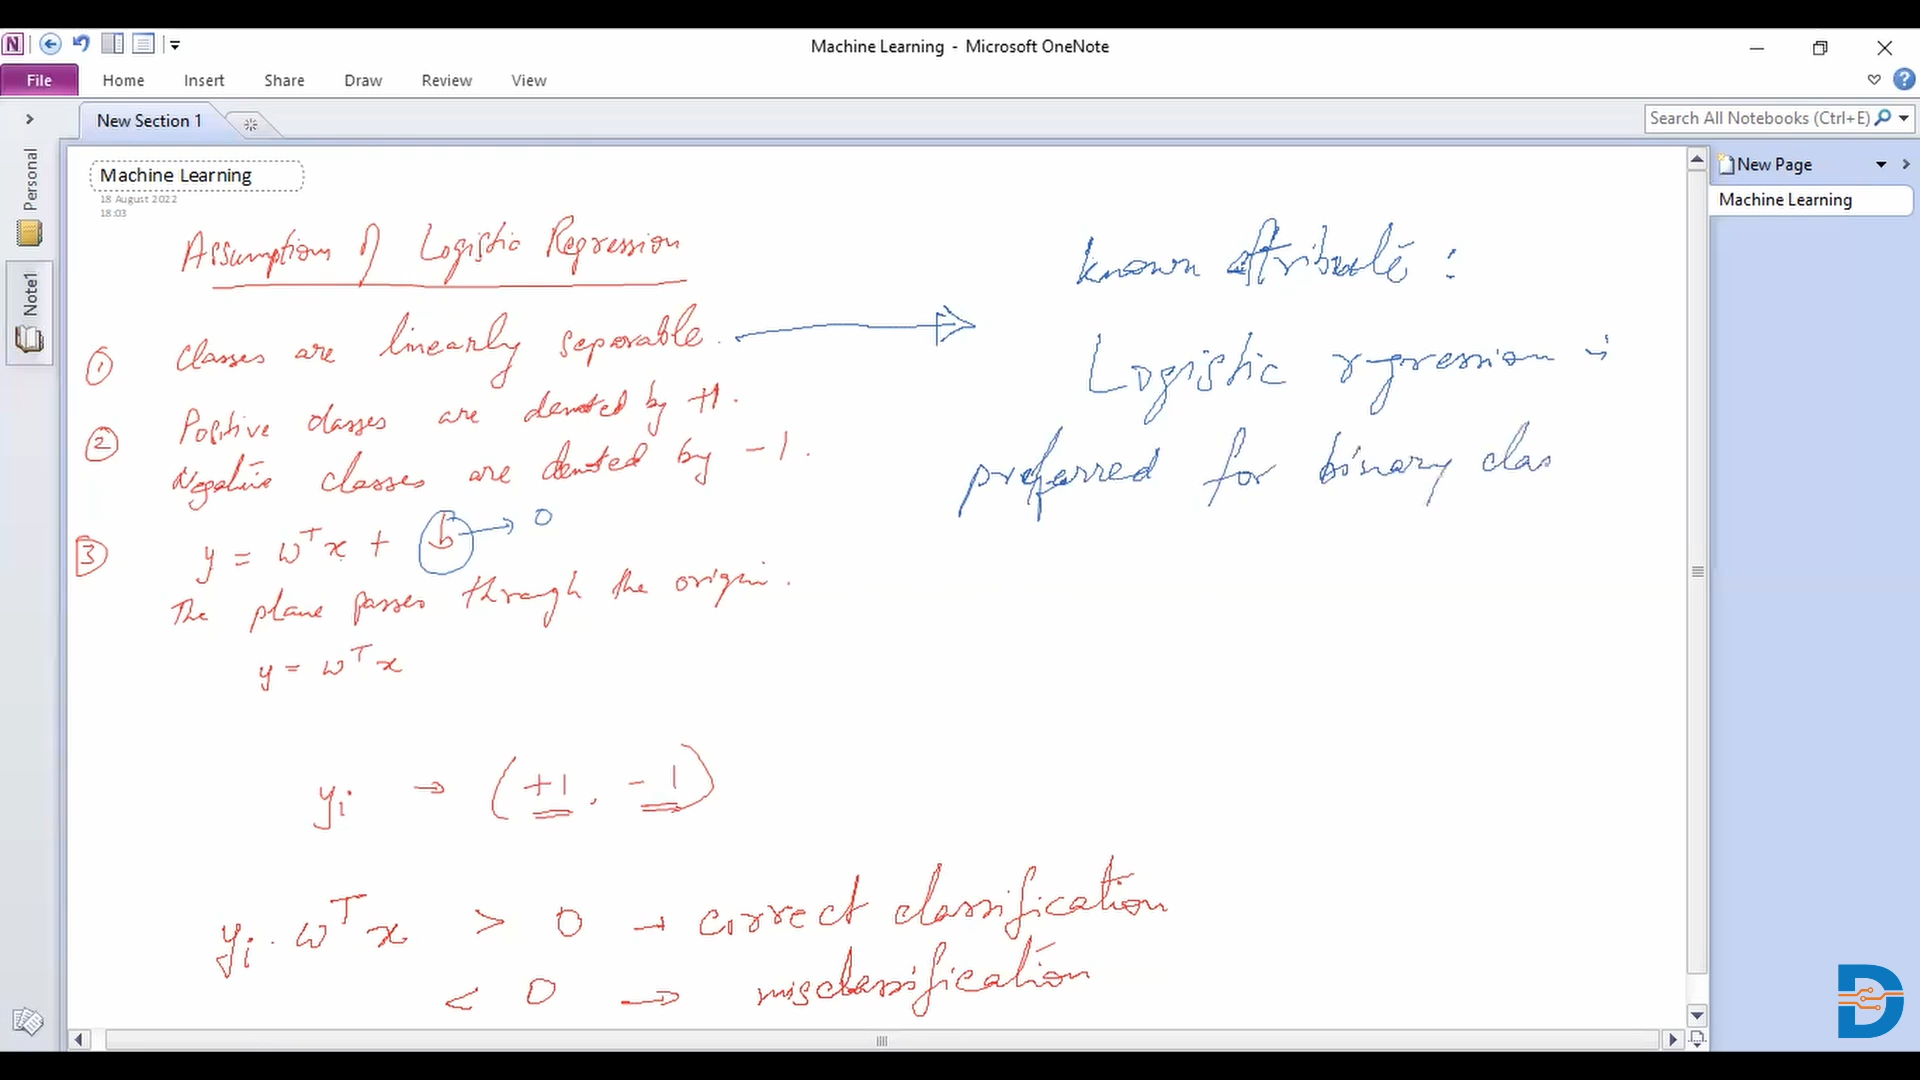 Machine Learning - Microsoft OneNote
File Home Insert Share Draw Review View
New Section 1
Search All Notebooks (Ctrl+E)
Personal
Note1
New Page
Machine Learning
Machine Learning
18 August 2022
18:03
Assumptions of Logistic Regression
① Classes are linearly separable.
② Positive classes are denoted by +1.
Negative classes are denoted by -1.
③ y = w^T x + b → 0
The plane passes through the origin.
y = w^T x
yi → (+1, -1)
yi . w^T x > 0 → correct classification
< 0 → misclassification
known attribute :
Logistic regression is
preferred for binary clas